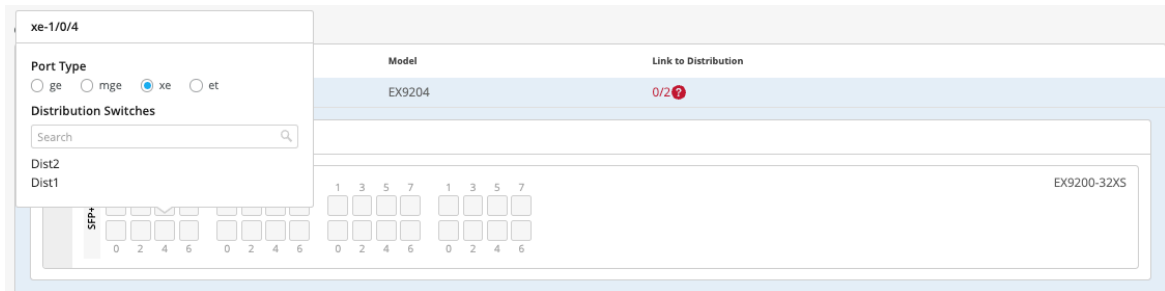 xe-1/0/4
Model Link to Distribution
Port Type
ge mge xe et
EX9204 0/2 ?
Distribution Switches
Search
Dist2
Dist1
EX9200-32XS
1 3 5 7 1 3 5 7
SFP+
0 2 4 6 0 2 4 6 0 2 4 6 0 2 4 6